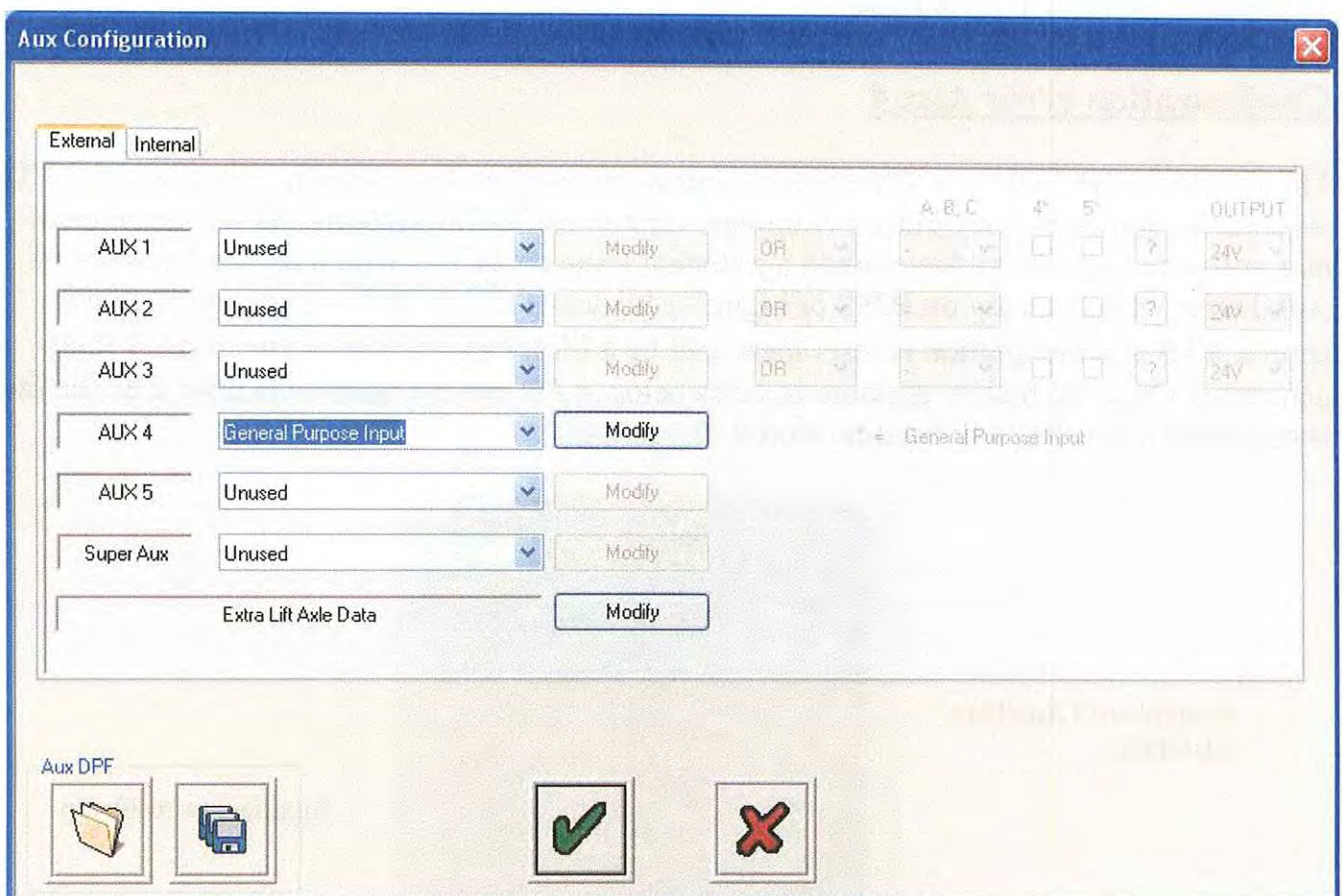 Aux Configuration
External Internal
A, B, C 4° 5° OUTPUT
AUX 1 Unused Modify OR - ? 24V
AUX 2 Unused Modify OR - ? 24V
AUX 3 Unused Modify OR - ? 24V
AUX 4 General Purpose Input Modify General Purpose Input
AUX 5 Unused Modify
Super Aux Unused Modify
Extra Lift Axle Data Modify
Aux DPF